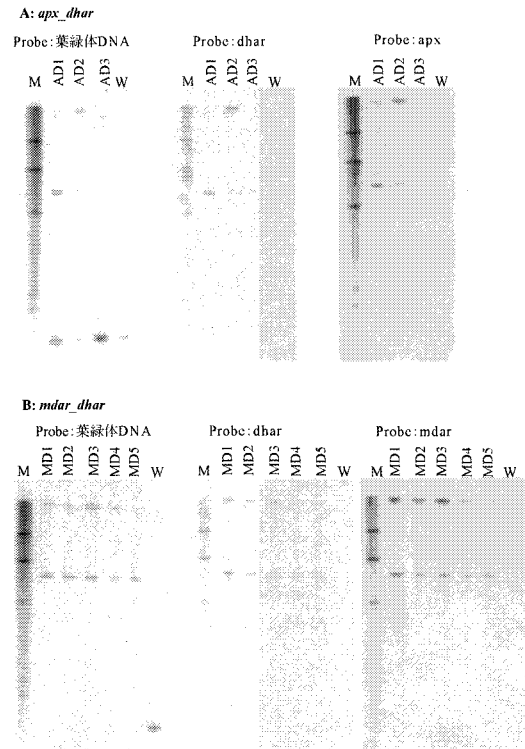 A: apx_dhar
Probe:葉緑体DNA
Probe:dhar
Probe:apx
M AD1 AD2 AD3 W
M AD1 AD2 AD3 W
M AD1 AD2 AD3 W
B: mdar_dhar
Probe:葉緑体DNA
Probe:dhar
Probe:mdar
M MD1 MD2 MD3 MD4 MD5 W
M MD1 MD2 MD3 MD4 MD5 W
M MD1 MD2 MD3 MD4 MD5 W